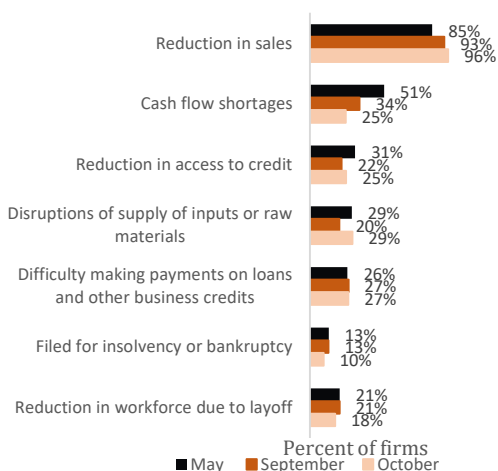 Reduction in sales
85%
93%
96%
Cash flow shortages
51%
34%
25%
Reduction in access to credit
31%
22%
25%
Disruptions of supply of inputs or raw
materials
29%
20%
29%
Difficulty making payments on loans
and other business credits
26%
27%
27%
Filed for insolvency or bankruptcy
13%
13%
10%
Reduction in workforce due to layoff
21%
21%
18%
Percent of firms
May September October